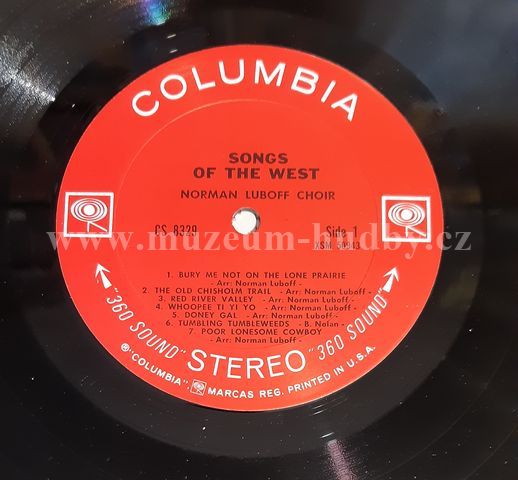 COLUMBIA
SONGS
OF THE WEST
NORMAN LUBOFF CHOIR
CS 8329
Side 1
XSM 50943
www.muzeum-hudby.cz
1. BURY ME NOT ON THE LONE PRAIRIE
- Arr: Norman Luboff -
2. THE OLD CHISHOLM TRAIL - Arr: Norman Luboff -
3. RED RIVER VALLEY - Arr: Norman Luboff -
4. WHOOPEE TI YI YO - Arr: Norman Luboff -
5. DONEY GAL - Arr: Norman Luboff -
6. TUMBLING TUMBLEWEEDS - B. Nolan -
7. POOR LONESOME COWBOY
- Arr: Norman Luboff -
"360 SOUND" STEREO "360 SOUND"
"COLUMBIA", MARCAS REG. PRINTED IN U.S.A.